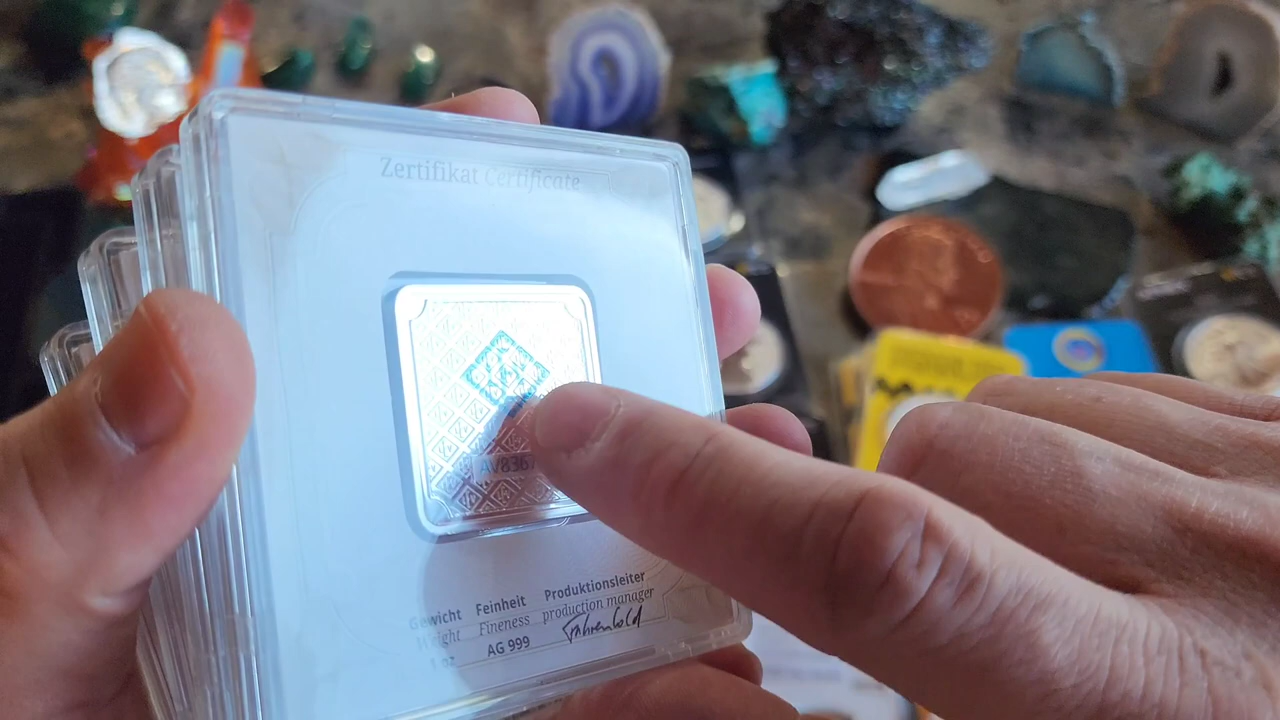 Zertifikat Certificate
AV836
Gewicht Feinheit Produktionsleiter
Weight Fineness production manager
1 oz AG 999